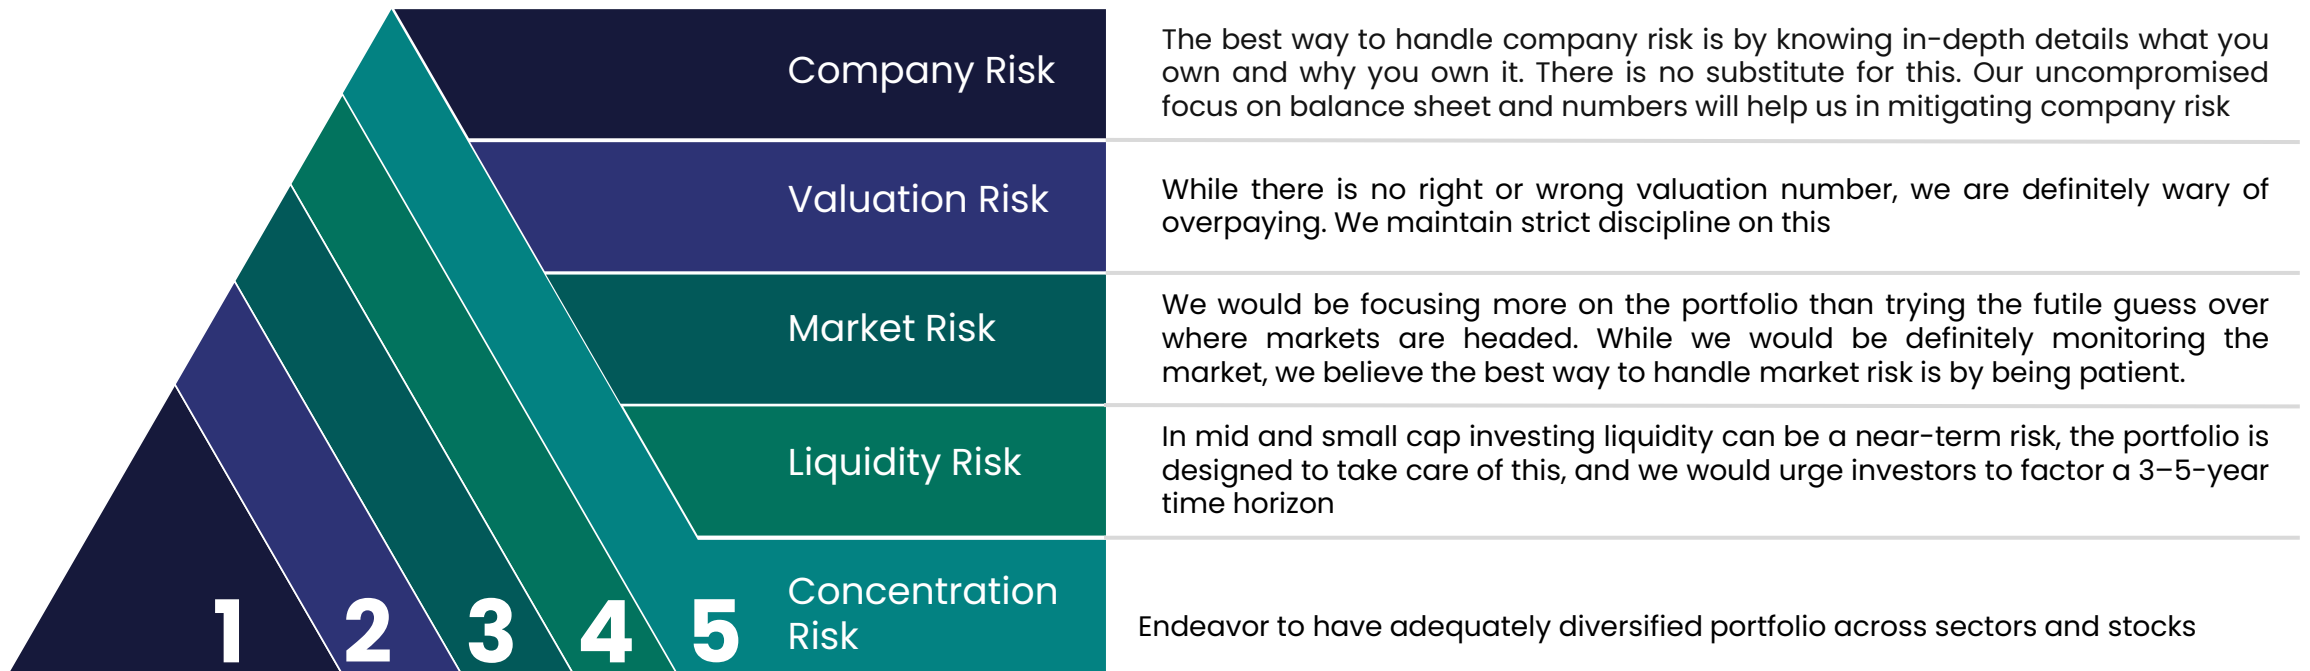 Company Risk
The best way to handle company risk is by knowing in-depth details what you
own and why you own it. There is no substitute for this. Our uncompromised
focus on balance sheet and numbers will help us in mitigating company risk
Valuation Risk
While there is no right or wrong valuation number, we are definitely wary of
overpaying. We maintain strict discipline on this
Market Risk
We would be focusing more on the portfolio than trying the futile guess over
where markets are headed. While we would be definitely monitoring the
market, we believe the best way to handle market risk is by being patient.
Liquidity Risk
In mid and small cap investing liquidity can be a near-term risk, the portfolio is
designed to take care of this, and we would urge investors to factor a 3–5-year
time horizon
1 2 3 4 5
Concentration
Risk
Endeavor to have adequately diversified portfolio across sectors and stocks